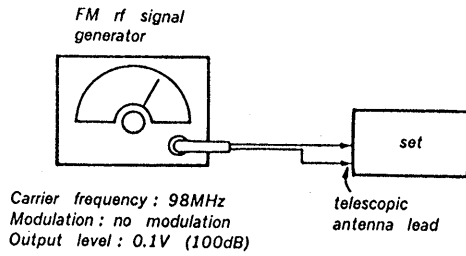 FM rf signal
generator
set
telescopic
antenna lead
Carrier frequency : 98MHz
Modulation : no modulation
Output level : 0.1V (100dB)